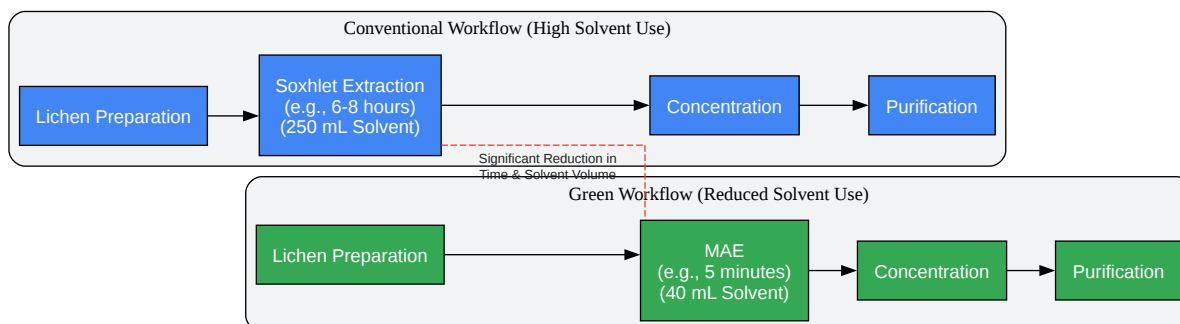 Conventional Workflow (High Solvent Use)
Lichen Preparation
Soxhlet Extraction
(e.g., 6-8 hours)
(250 mL Solvent)
Concentration
Purification
Significant Reduction in
Time & Solvent Volume
Green Workflow (Reduced Solvent Use)
Lichen Preparation
MAE
(e.g., 5 minutes)
(40 mL Solvent)
Concentration
Purification